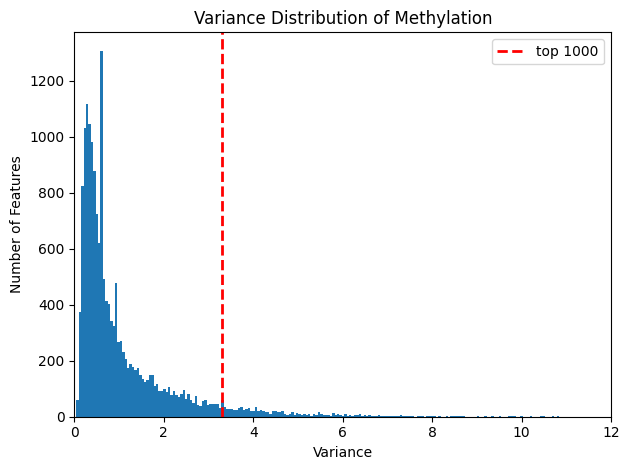 Variance Distribution of Methylation
top 1000
Number of Features
1200
1000
800
600
400
200
0
0 2 4 6 8 10 12
Variance